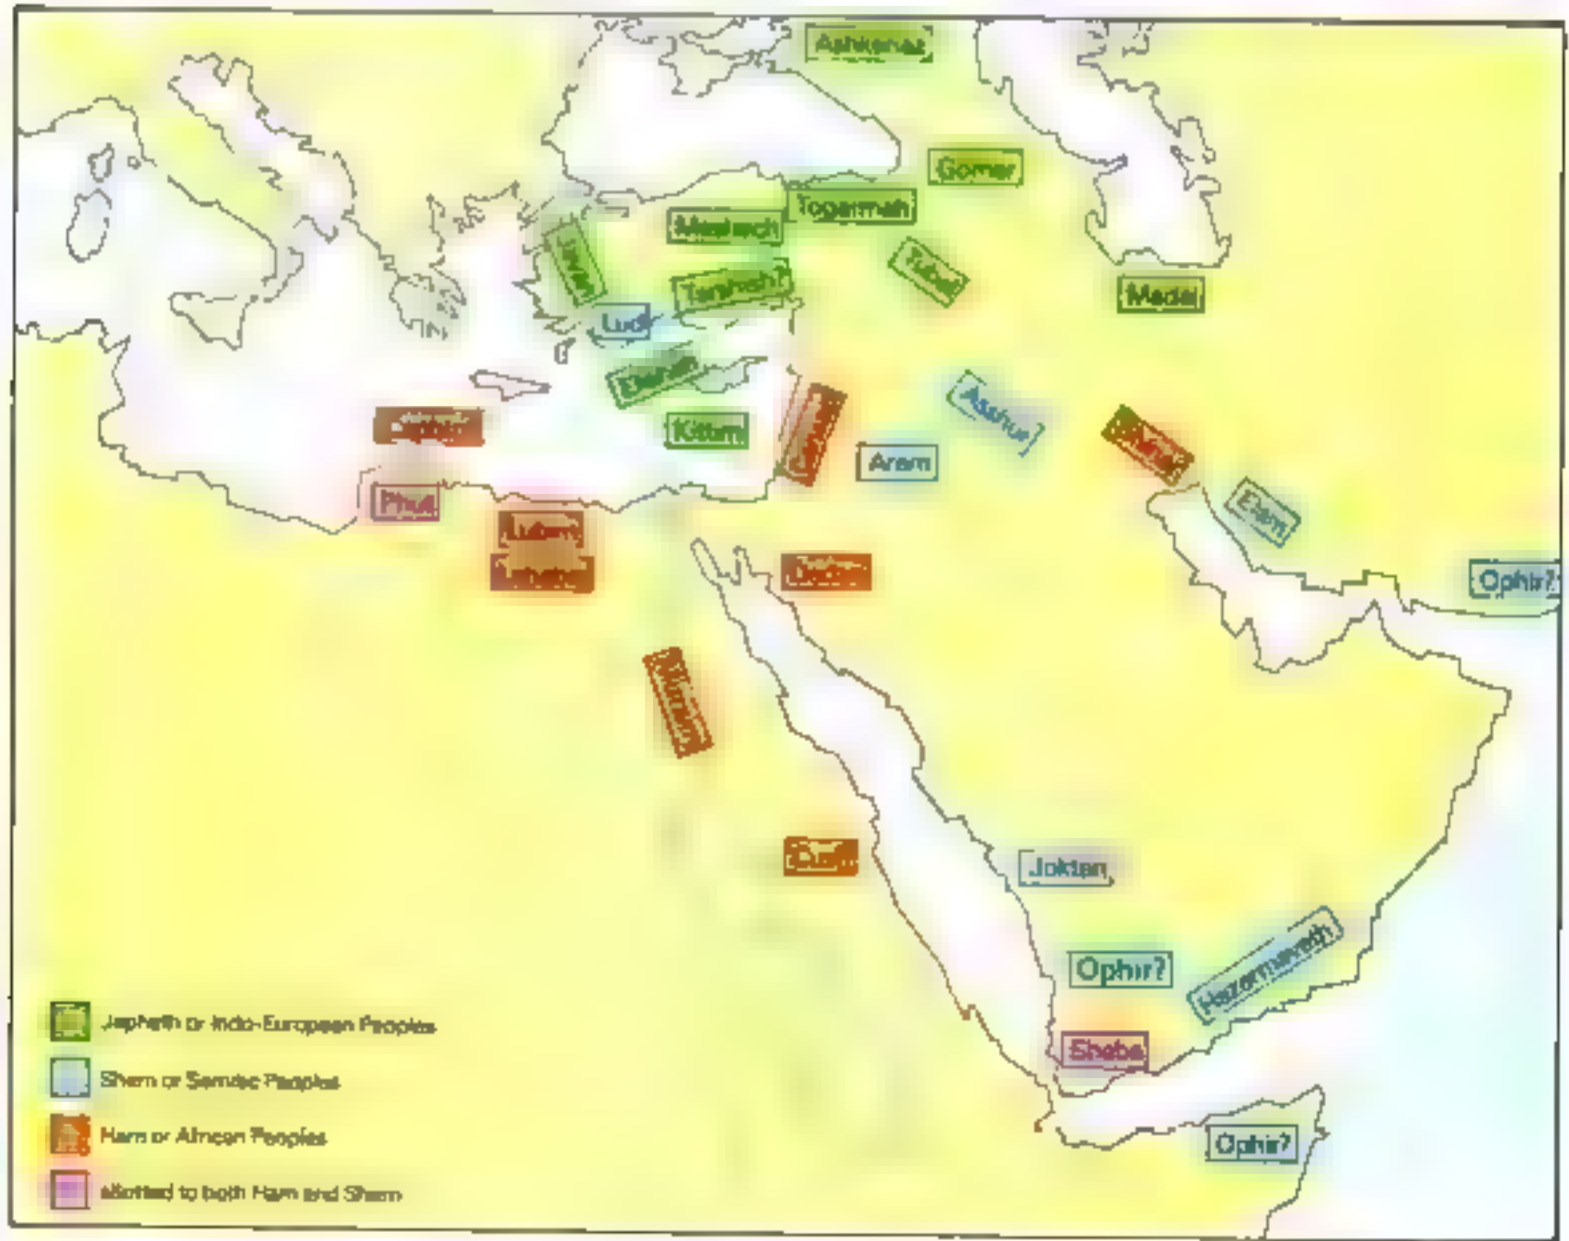 Ashkenaz
Gomer
Togarmah
Meshech
Javan
Tubal
Tarshish?
Madai
Lud
Elishah
Kittim
Asshur?
Aram
Elam
Phut
Ophir?
Cush
Joktan
Ophir?
Hazarmaveth
Sheba
Ophir?
Japheth or Indo-European Peoples
Shem or Semitic Peoples
Ham or African Peoples
allotted to both Ham and Shem